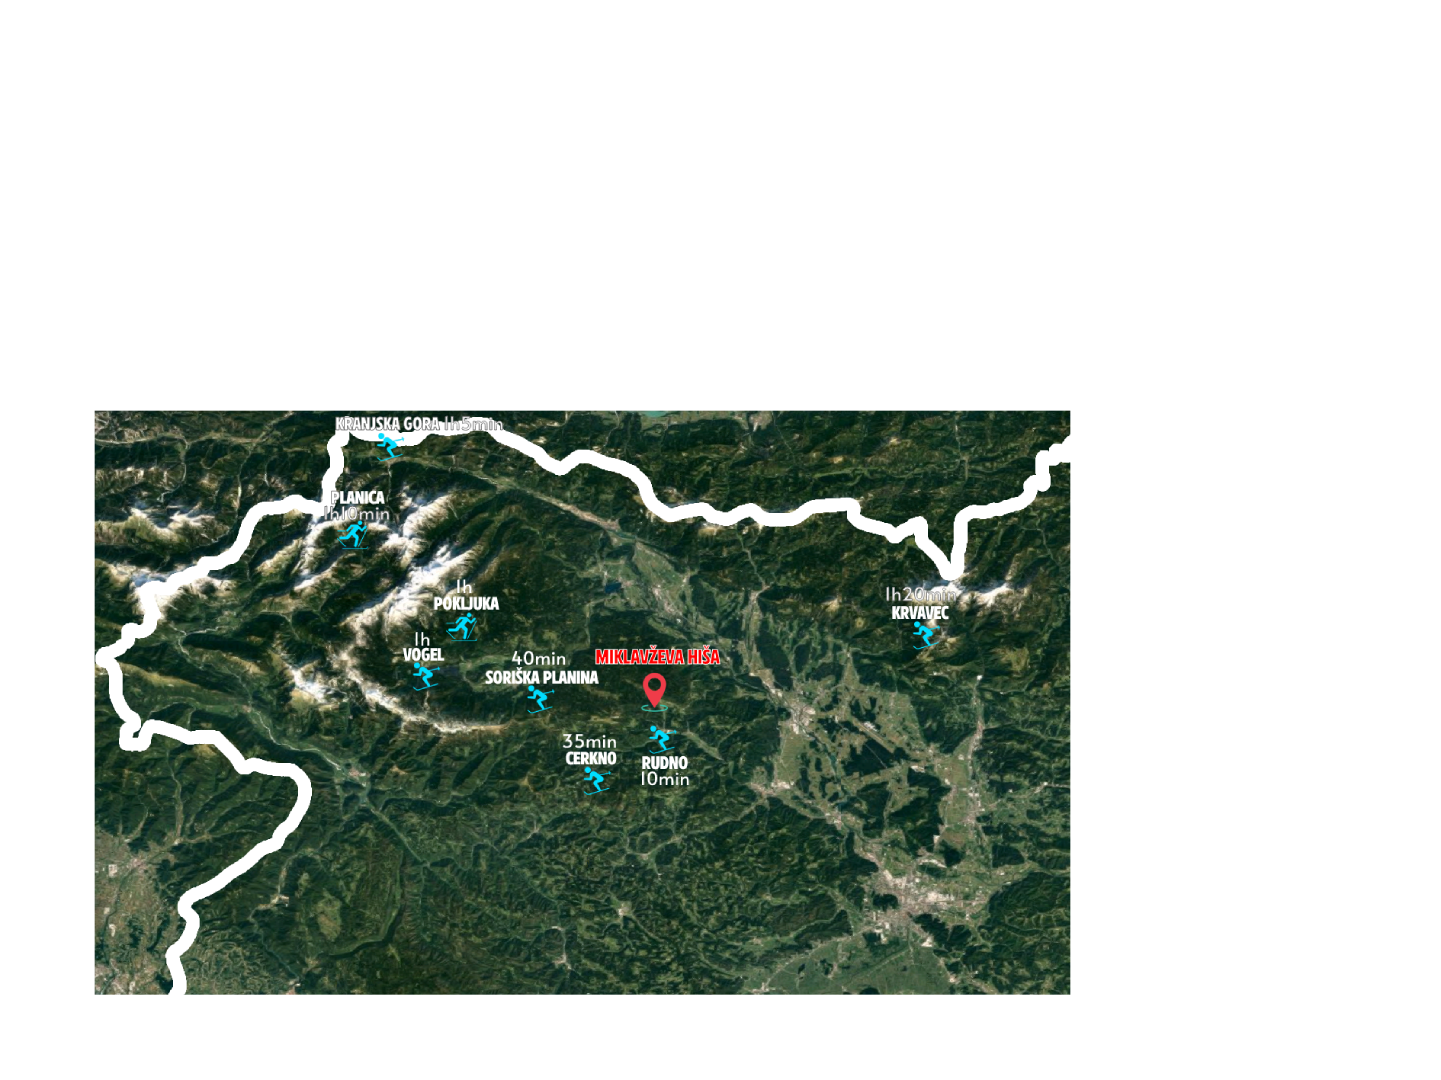 KRANJSKA GORA 1h5min
PLANICA
1h10min
1h
POKLJUKA
1h
VOGEL
40min
SORIŠKA PLANINA
MIKLAVŽEVA HIŠA
1h20min
KRVAVEC
35min
CERKNO
RUDNO
10min